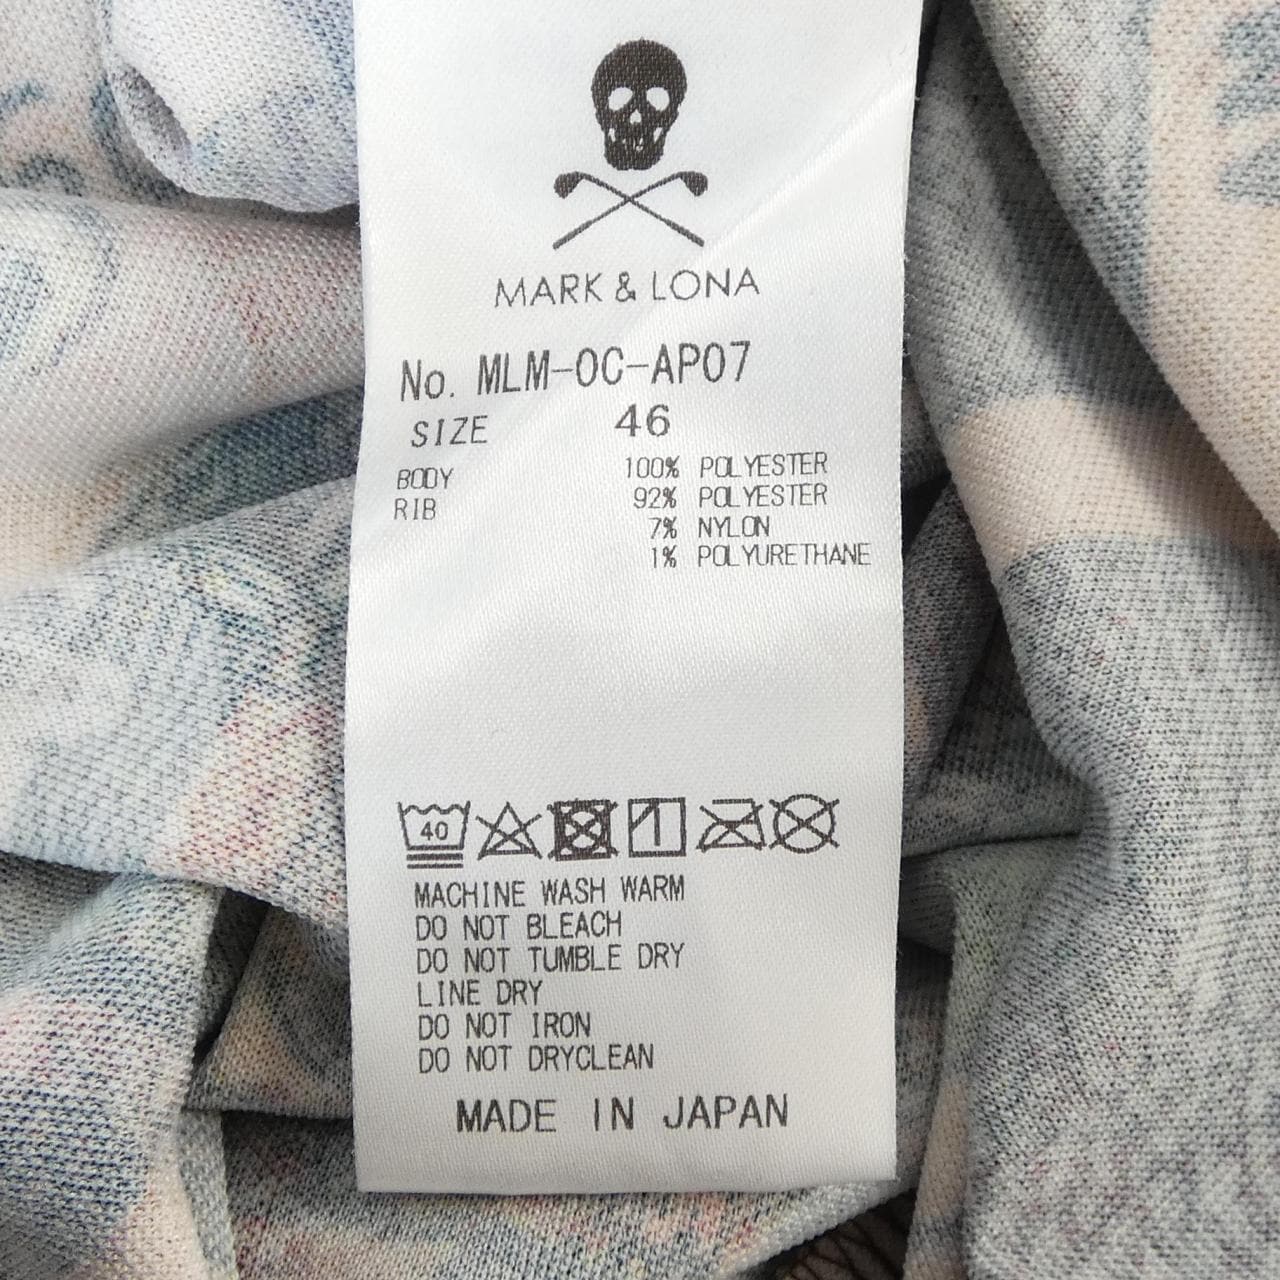 MARK & LONA
No. MLM-OC-AP07
SIZE 46
BODY 100% POLYESTER
RIB 92% POLYESTER
7% NYLON
1% POLYURETHANE
40
MACHINE WASH WARM
DO NOT BLEACH
DO NOT TUMBLE DRY
LINE DRY
DO NOT IRON
DO NOT DRYCLEAN
MADE IN JAPAN